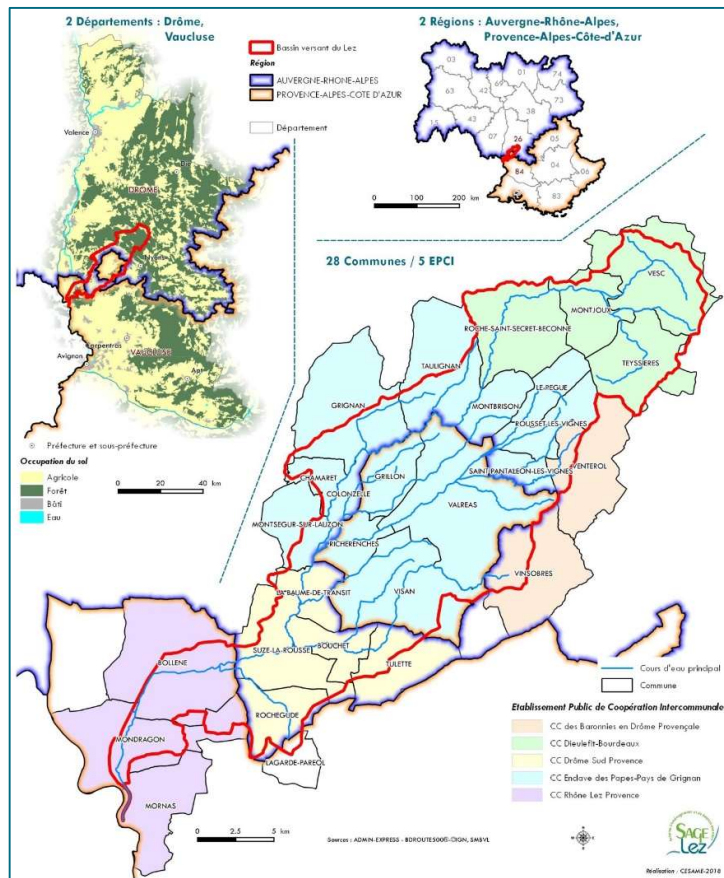 2 Départements : Drôme,
Vaucluse
Bassin versant du Lez
Région
AUVERGNE-RHONE-ALPES
PROVENCE-ALPES-COTE D'AZUR
Département
2 Régions : Auvergne-Rhône-Alpes,
Provence-Alpes-Côte-d'Azur
03
01
74
63
42
69
73
38
15
43
07
26
05
04
84
06
83
0 100 200 km
Valence
DROME
Nyons
Carpentras
VAUCLUSE
Avignon
Apt
Préfecture et sous-préfecture
Occupation du sol
Agricole
Forêt
Bâti
Eau
0 20 40 km
28 Communes / 5 EPCI
VESC
MONTJOUX
ROCHE-SAINT-SECRET-BECONNE
TEYSSIERES
TAULIGNAN
LE-PEGUE
MONTBRISON
GRIGNAN
ROUSSET-LES-VIGNES
CHAMARET
GRILLON
SAINT-PANTALEON-LES-VIGNES
VENTEROL
COLONZELLE
VALREAS
MONTSEGUR-SUR-LAUZON
RICHERENCHES
VINSOBRES
LA-BAUME-DE-TRANSIT
VISAN
BOLLENE
SUZE-LA-ROUSSE
BOUCHET
TULETTE
ROCHEGUDE
MONDRAGON
LAGARDE-PAREOL
MORNAS
Cours d'eau principal
Commune
Etablissement Public de Coopération Intercommunale
CC des Baronnies en Drôme Provençale
CC Dieulefit-Bourdeaux
CC Drôme Sud Provence
CC Enclave des Papes-Pays de Grignan
CC Rhône Lez Provence
0 2.5 5 km
Sources : ADMIN-EXPRESS - BDROUTE500®-©IGN, SMBVL
SAGE
Lez
Réalisation : CESAME-2018